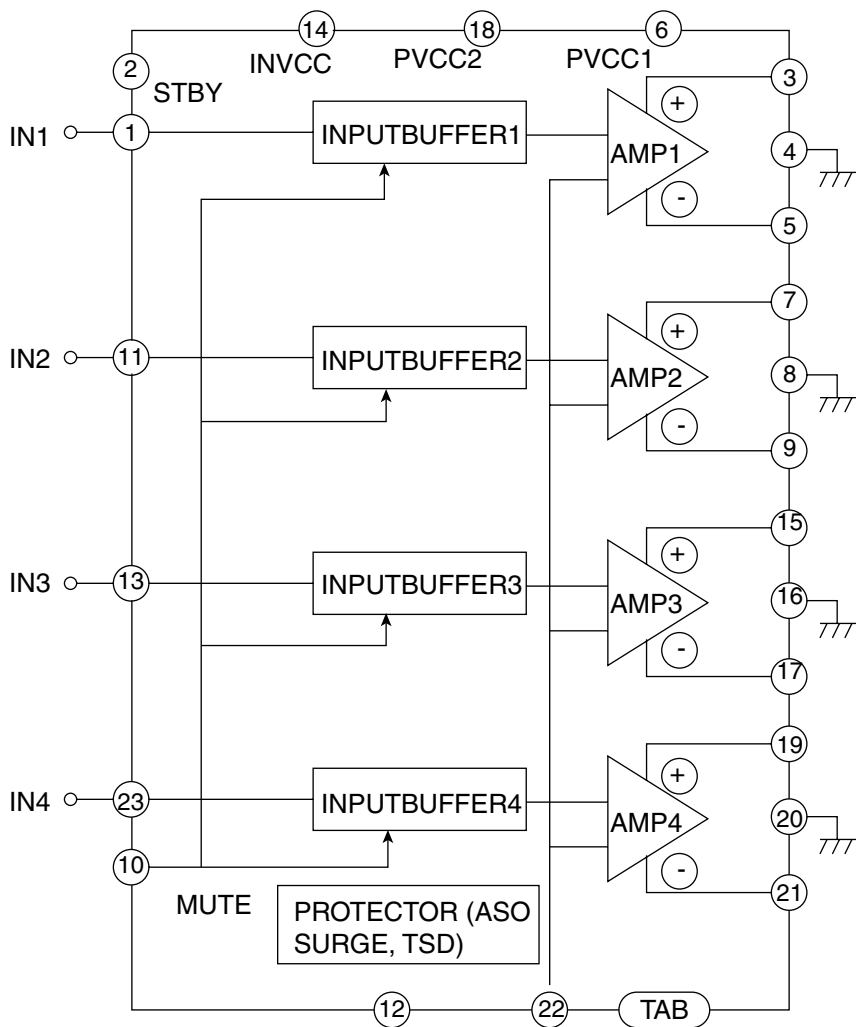 14 18 6
2 INVCC PVCC2 PVCC1
STBY 3
+
IN1 1 INPUTBUFFER1 AMP1 4
-
5
7
+
IN2 11 INPUTBUFFER2 AMP2 8
-
9
15
+
IN3 13 INPUTBUFFER3 AMP3 16
-
17
19
+
IN4 23 INPUTBUFFER4 AMP4 20
10 -
21
MUTE
PROTECTOR (ASO
SURGE, TSD)
12 22 TAB